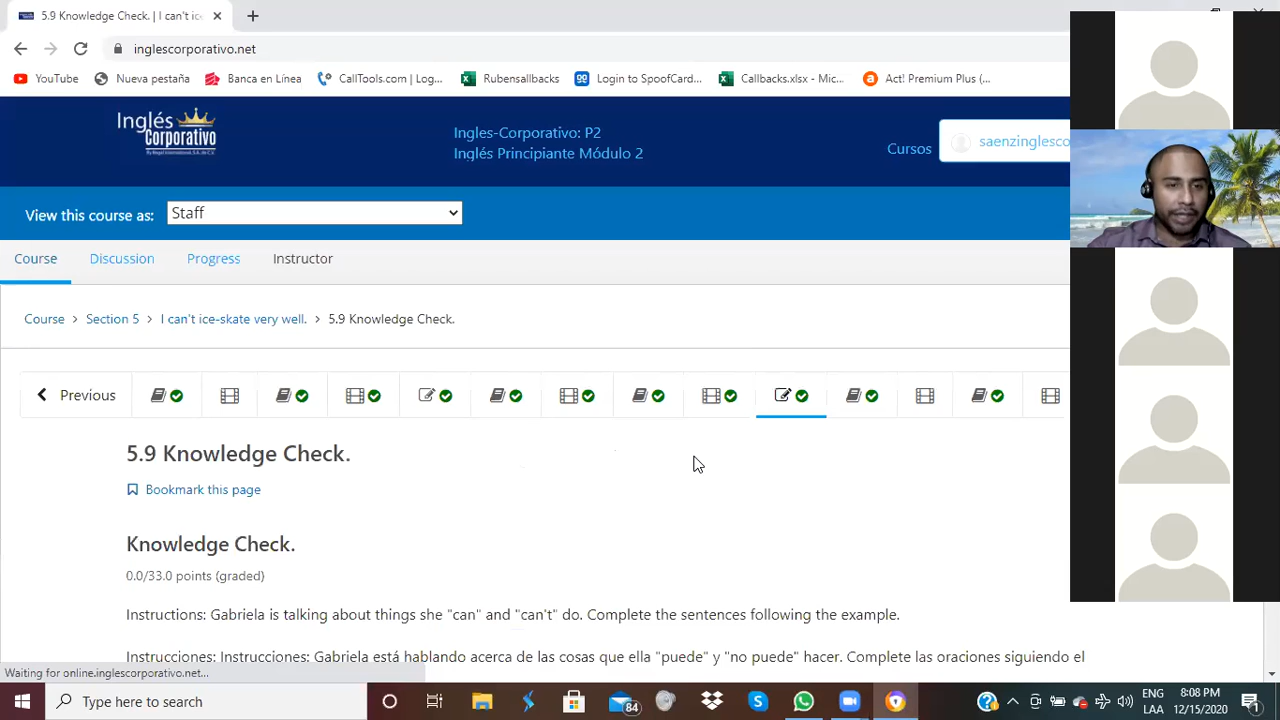 5.9 Knowledge Check. | I can't ice
inglescorporativo.net
YouTube
Nueva pestaña
Banca en Línea
CallTools.com | Log...
Rubensallbacks
Login to SpoofCard...
Callbacks.xlsx - Mic...
Act! Premium Plus (...
Inglés
Corporativo
Ingles-Corporativo: P2
Inglés Principiante Módulo 2
Cursos
saenzinglesco
View this course as:
Staff
Course
Discussion
Progress
Instructor
Course > Section 5 > I can't ice-skate very well. > 5.9 Knowledge Check.
Previous
5.9 Knowledge Check.
Bookmark this page
Knowledge Check.
0.0/33.0 points (graded)
Instructions: Gabriela is talking about things she "can" and "can't" do. Complete the sentences following the example.
Instrucciones: Instrucciones: Gabriela está hablando acerca de las cosas que ella "puede" y "no puede" hacer. Complete las oraciones siguiendo el
Waiting for online.inglescorporativo.net...
Type here to search
84
ENG
LAA
8:08 PM
12/15/2020
1